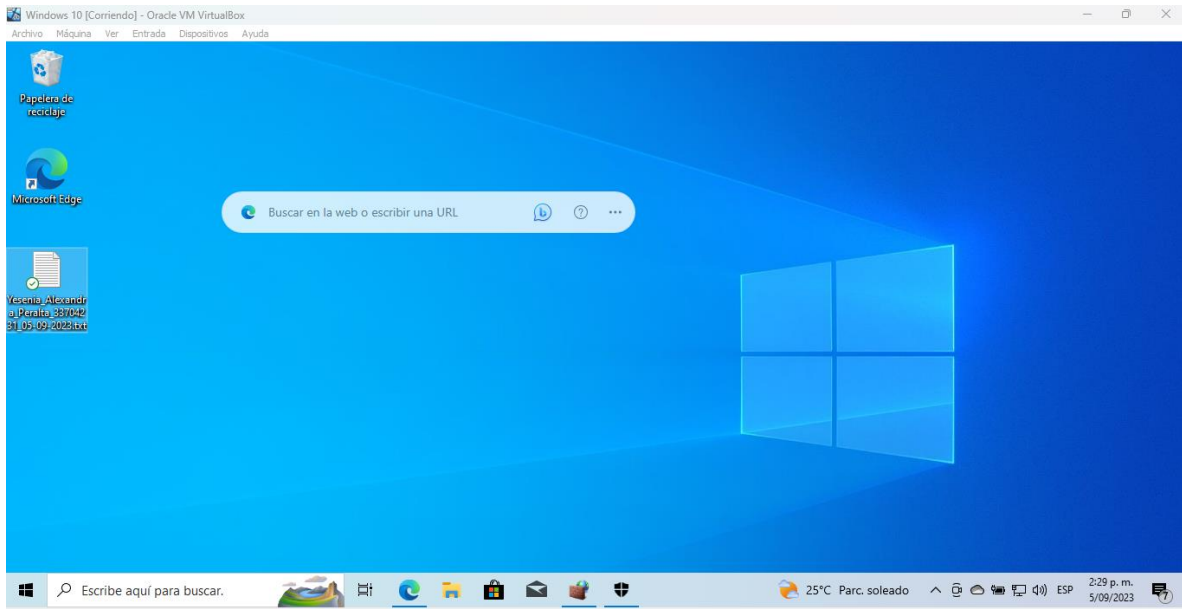 Windows 10 [Corriendo] - Oracle VM VirtualBox
Archivo Máquina Ver Entrada Dispositivos Ayuda
Papelera de
reciclaje
Microsoft Edge
Buscar en la web o escribir una URL
Yesenia_Alexandr
a_Peralta_337042
31_05-09-2023.txt
Escribe aquí para buscar.
25°C Parc. soleado
ESP
2:29 p. m.
5/09/2023
7